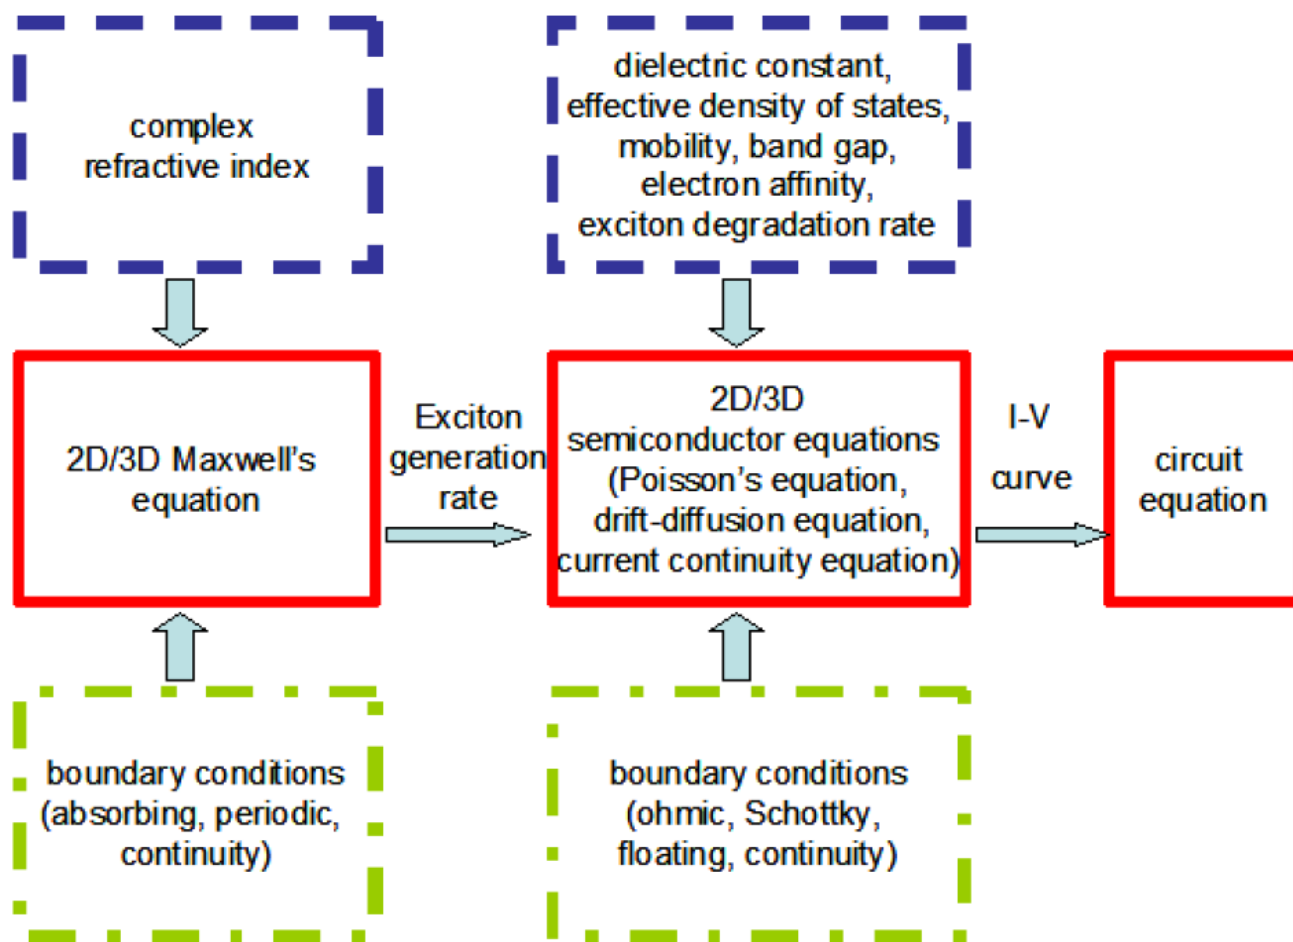 complex
refractive index
dielectric constant,
effective density of states,
mobility, band gap,
electron affinity,
exciton degradation rate
2D/3D Maxwell's
equation
Exciton
generation
rate
2D/3D
semiconductor equations
(Poisson's equation,
drift-diffusion equation,
current continuity equation)
I-V
curve
circuit
equation
boundary conditions
(absorbing, periodic,
continuity)
boundary conditions
(ohmic, Schottky,
floating, continuity)